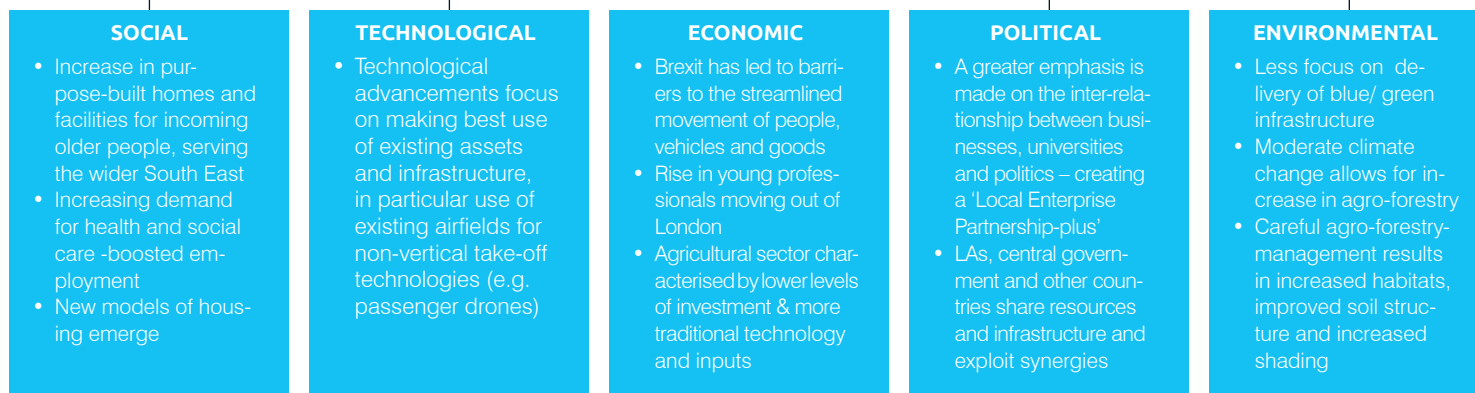 SOCIAL
• Increase in pur-
pose-built homes and
facilities for incoming
older people, serving
the wider South East
• Increasing demand
for health and social
care -boosted em-
ployment
• New models of hous-
ing emerge
TECHNOLOGICAL
• Technological
advancements focus
on making best use
of existing assets
and infrastructure,
in particular use of
existing airfields for
non-vertical take-off
technologies (e.g.
passenger drones)
ECONOMIC
• Brexit has led to barri-
ers to the streamlined
movement of people,
vehicles and goods
• Rise in young profes-
sionals moving out of
London
• Agricultural sector char-
acterised by lower levels
of investment & more
traditional technology
and inputs
POLITICAL
• A greater emphasis is
made on the inter-rela-
tionship between busi-
nesses, universities
and politics – creating
a ‘Local Enterprise
Partnership-plus’
• LAs, central govern-
ment and other coun-
tries share resources
and infrastructure and
exploit synergies
ENVIRONMENTAL
• Less focus on  de-
livery of blue/ green
infrastructure
• Moderate climate
change allows for in-
crease in agro-forestry
• Careful agro-forestry-
management results
in increased habitats,
improved soil struc-
ture and increased
shading